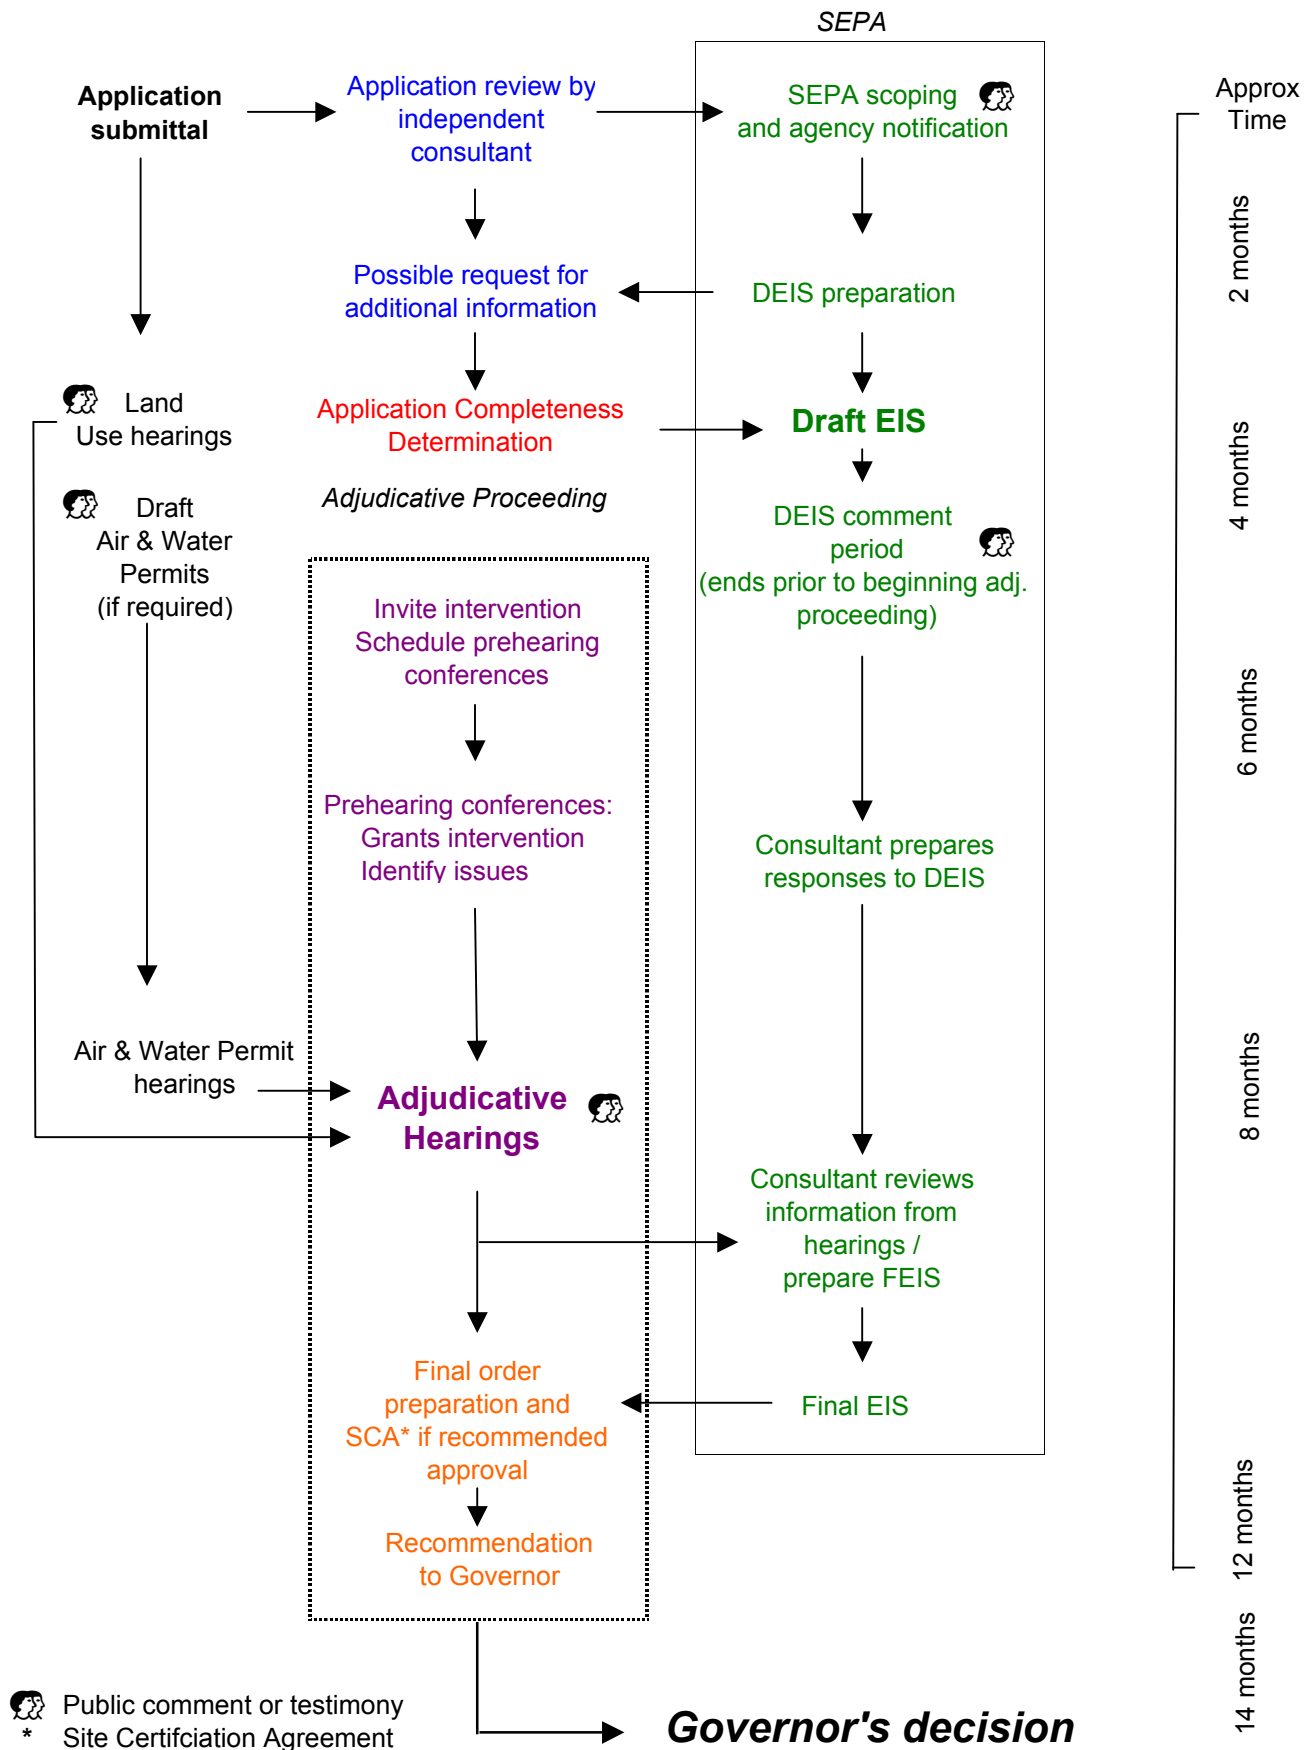 SEPA
Application
submittal
Application review by
independent
consultant
SEPA scoping
and agency notification
Approx
Time
2 months
Possible request for
additional information
DEIS preparation
Land
Use hearings
Application Completeness
Determination
Draft EIS
4 months
Adjudicative Proceeding
Draft
Air & Water
Permits
(if required)
DEIS comment
period
(ends prior to beginning adj.
proceeding)
Invite intervention
Schedule prehearing
conferences
6 months
Prehearing conferences:
Grants intervention
Identify issues
Consultant prepares
responses to DEIS
Air & Water Permit
hearings
Adjudicative
Hearings
8 months
Consultant reviews
information from
hearings /
prepare FEIS
Final order
preparation and
SCA* if recommended
approval
Final EIS
12 months
Recommendation
to Governor
14 months
Public comment or testimony
* Site Certifciation Agreement
Governor's decision